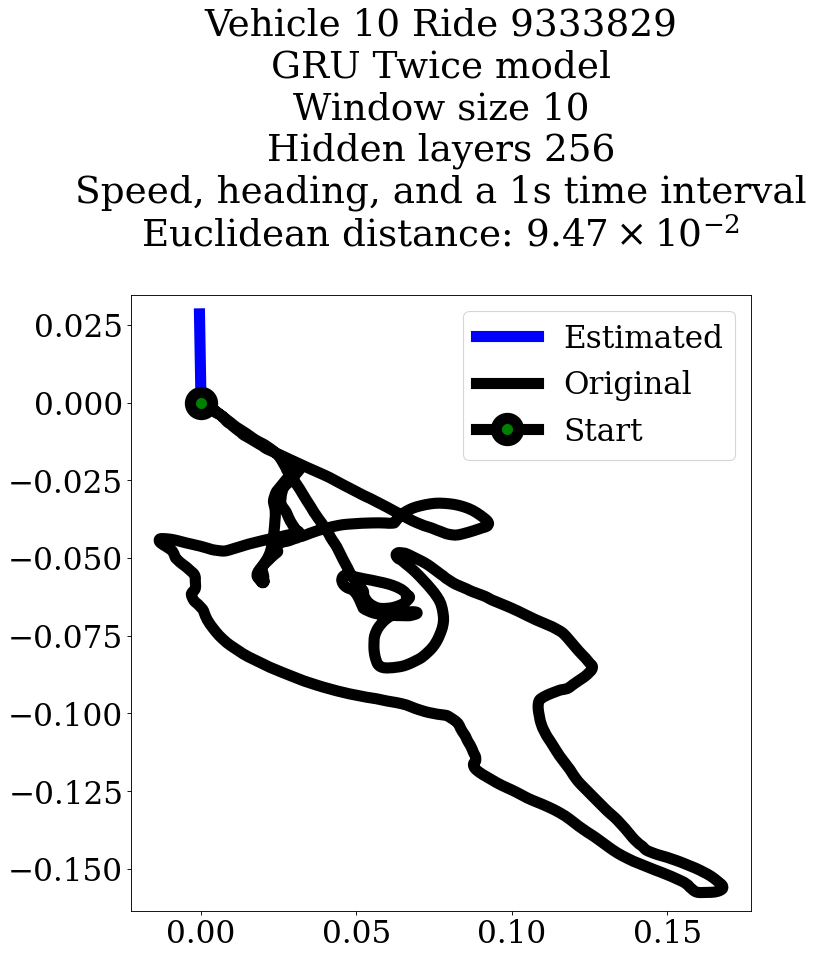 Vehicle 10 Ride 9333829
GRU Twice model
Window size 10
Hidden layers 256
Speed, heading, and a 1s time interval
Euclidean distance: 9.47 × 10⁻²
Estimated
Original
Start
0.025
0.000
−0.025
−0.050
−0.075
−0.100
−0.125
−0.150
0.00 0.05 0.10 0.15